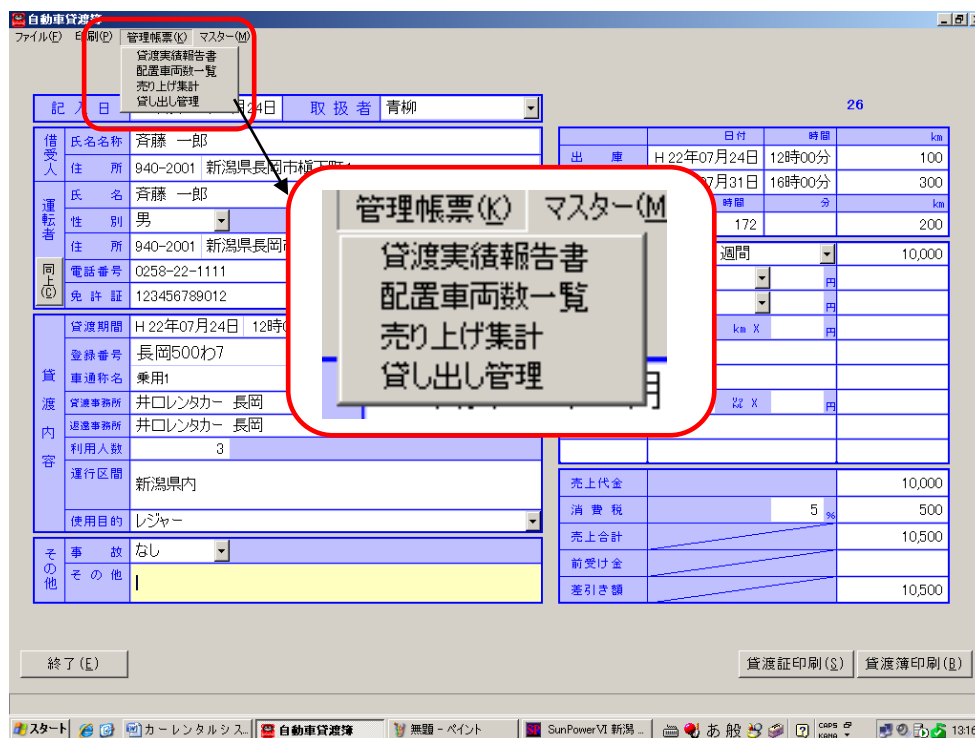 自動車貸渡簿
ファイル(F) 印刷(P) 管理帳票(K) マスター(M)
貸渡実績報告書
配置車両数一覧
売り上げ集計
貸し出し管理
記入日 月24日 取扱者 青柳
26
借受人
氏名名称 斉藤 一郎
住所 940-2001 新潟県長岡市槇下町
運転者
氏名 斉藤 一郎
性別 男
住所 940-2001 新潟県長岡市
同上(C)
電話番号 0258-22-1111
免許証 123456789012
貸渡内容
貸渡期間 H 22年07月24日 12時
登録番号 長岡500わ7
車通称名 乗用1
貸渡事務所 井口レンタカー 長岡
返還事務所 井口レンタカー 長岡
利用人数 3
運行区間 新潟県内
使用目的 レジャー
その他
事故 なし
その他
日付 時間 km
出庫 H 22年07月24日 12時00分 100
07月31日 16時00分 300
時間 分 km
172 200
週間 10,000
円
円
km X 円
X 円
売上代金 10,000
消費税 5 % 500
売上合計 10,500
前受け金
差引き額 10,500
管理帳票(K) マスター(M
貸渡実績報告書
配置車両数一覧
売り上げ集計
貸し出し管理
月
終了(E)
貸渡証印刷(S) 貸渡簿印刷(R)
スタート カーレンタルシス... 自動車貸渡簿 無題 - ペイント SunPowerVI 新潟 ... あ 般 CAPS KANA 13:1